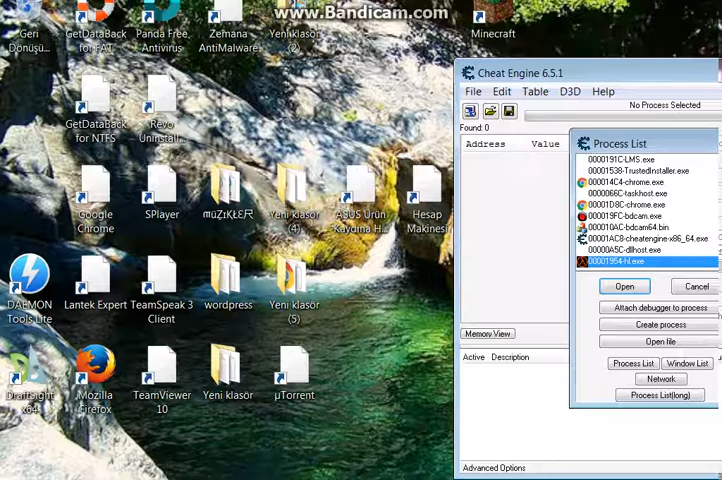 www.Bandicam.com
Geri
Dönüşü...
GetDataBack
for FAT
Panda Free
Antivirus
Zemana
AntiMalware
Yeni klasör
(2)
Minecraft
GetDataBack
for NTFS
Revo
Uninstall...
Google
Chrome
SPlayer
Yeni klasör
(4)
ASUS Ürün
Kaydına H...
Hesap
Makinesi
DAEMON
Tools Lite
Lantek Expert
TeamSpeak 3
Client
wordpress
Yeni klasör
(5)
DraftSight
x64
Mozilla
Firefox
TeamViewer
10
Yeni klasör
µTorrent
Cheat Engine 6.5.1
File Edit Table D3D Help
No Process Selected
Found: 0
Address Value
Process List
0000191C-LMS.exe
00001538-TrustedInstaller.exe
000014C4-chrome.exe
0000066C-taskhost.exe
00001D8C-chrome.exe
000019FC-bdcam.exe
000010AC-bdcam64.bin
00001AC8-cheatengine-x86_64.exe
00000A5C-dllhost.exe
00001954-hl.exe
Open Cancel
Attach debugger to process
Create process
Open file
Process List Window List
Network
Process List(long)
Memory View
Active Description
Advanced Options